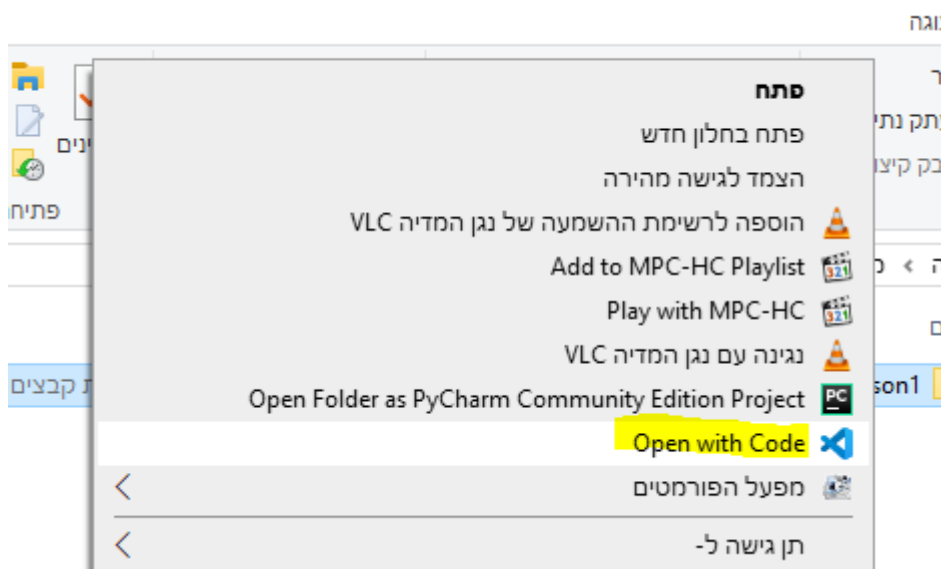 פתח
פתח בחלון חדש
הצמד לגישה מהירה
הוספה לרשימת ההשמעה של נגן המדיה VLC
Add to MPC-HC Playlist
Play with MPC-HC
נגינה עם נגן המדיה VLC
Open Folder as PyCharm Community Edition Project
Open with Code
מפעל הפורמטים
תן גישה ל-
קבצים